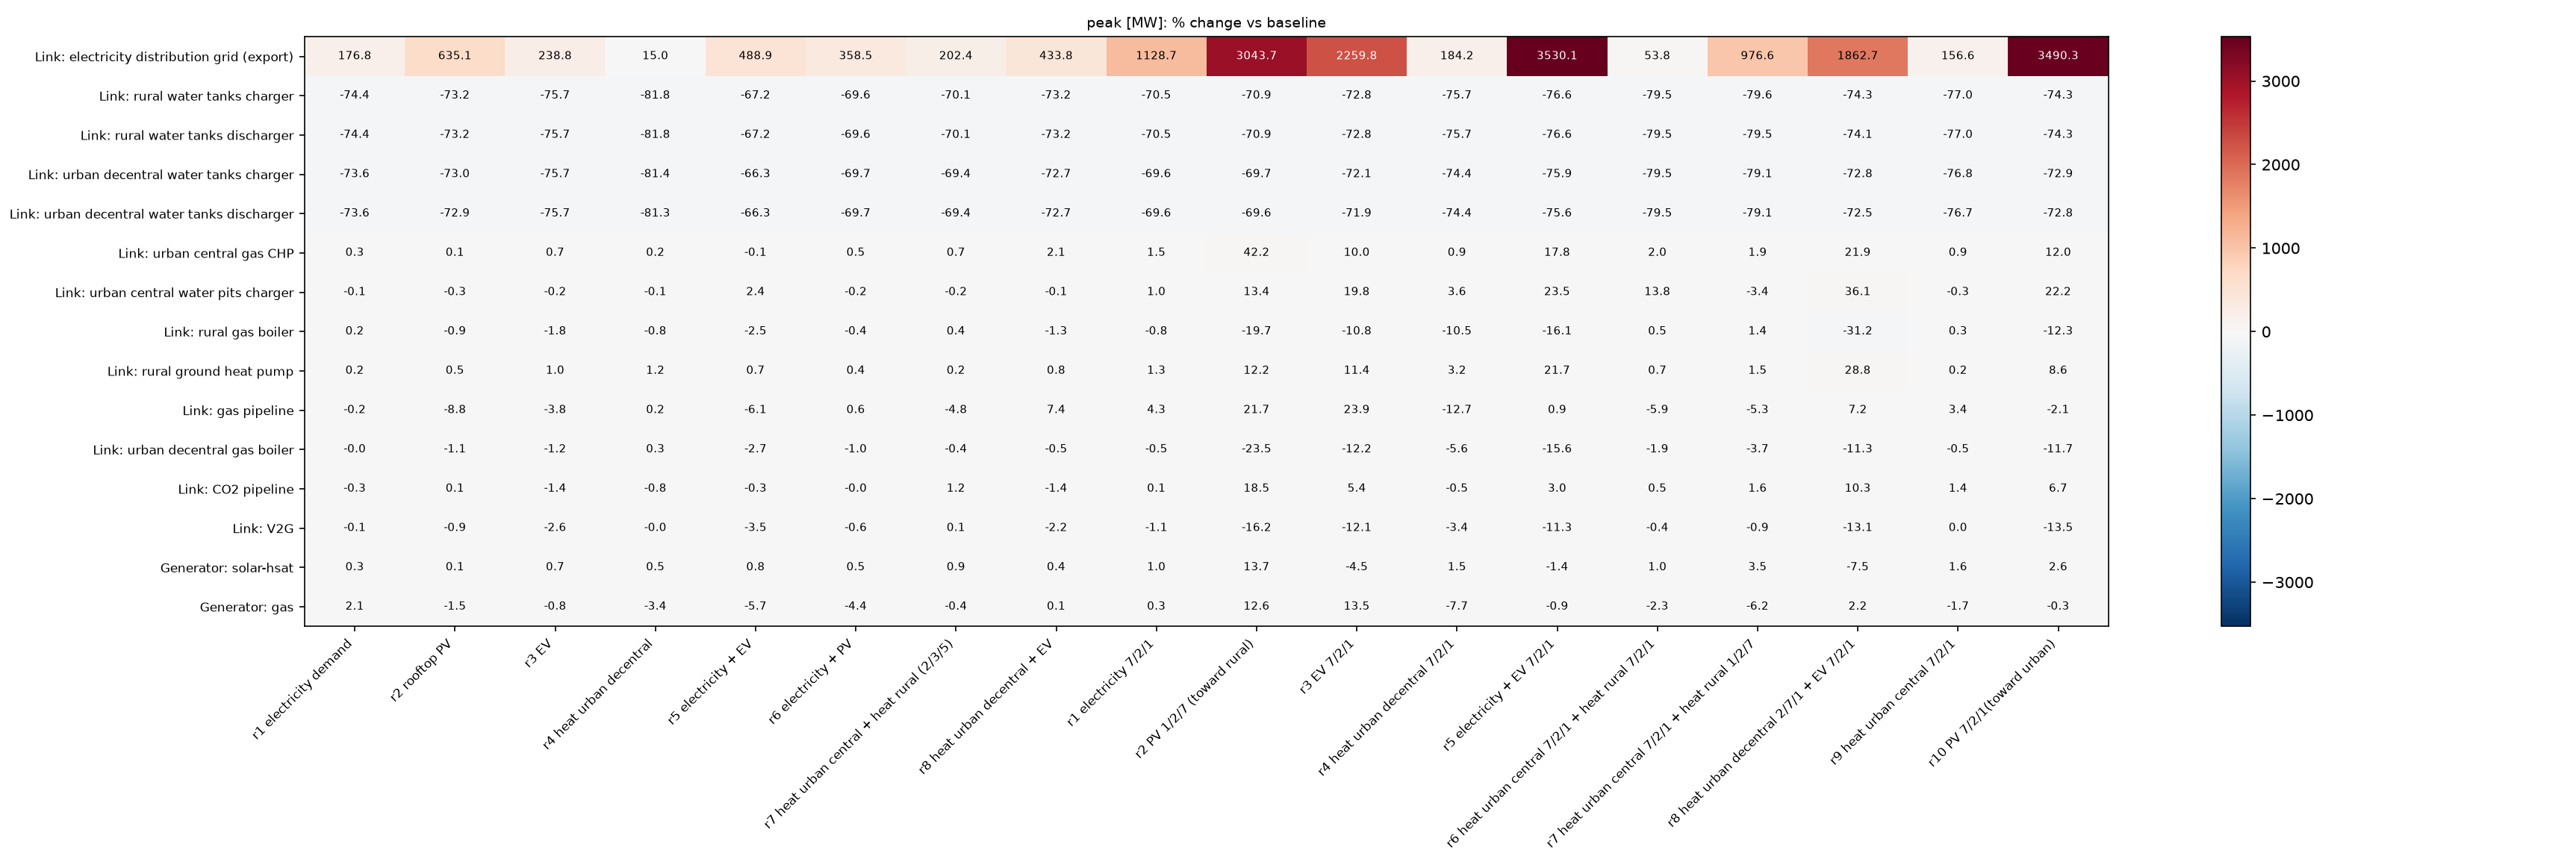 peak [MW]: % change vs baseline
Link: electricity distribution grid (export) 176.8 635.1 238.8 15.0 488.9 358.5 202.4 433.8 1128.7 3043.7 2259.8 184.2 3530.1 53.8 976.6 1862.7 156.6 3490.3
Link: rural water tanks charger -74.4 -73.2 -75.7 -81.8 -67.2 -69.6 -70.1 -73.2 -70.5 -70.9 -72.8 -75.7 -76.6 -79.5 -79.6 -74.3 -77.0 -74.3
Link: rural water tanks discharger -74.4 -73.2 -75.7 -81.8 -67.2 -69.6 -70.1 -73.2 -70.5 -70.9 -72.8 -75.7 -76.6 -79.5 -79.5 -74.1 -77.0 -74.3
Link: urban decentral water tanks charger -73.6 -73.0 -75.7 -81.4 -66.3 -69.7 -69.4 -72.7 -69.6 -69.7 -72.1 -74.4 -75.9 -79.5 -79.1 -72.8 -76.8 -72.9
Link: urban decentral water tanks discharger -73.6 -72.9 -75.7 -81.3 -66.3 -69.7 -69.4 -72.7 -69.6 -69.6 -71.9 -74.4 -75.6 -79.5 -79.1 -72.5 -76.7 -72.8
Link: urban central gas CHP 0.3 0.1 0.7 0.2 -0.1 0.5 0.7 2.1 1.5 42.2 10.0 0.9 17.8 2.0 1.9 21.9 0.9 12.0
Link: urban central water pits charger -0.1 -0.3 -0.2 -0.1 2.4 -0.2 -0.2 -0.1 1.0 13.4 19.8 3.6 23.5 13.8 -3.4 36.1 -0.3 22.2
Link: rural gas boiler 0.2 -0.9 -1.8 -0.8 -2.5 -0.4 0.4 -1.3 -0.8 -19.7 -10.8 -10.5 -16.1 0.5 1.4 -31.2 0.3 -12.3
Link: rural ground heat pump 0.2 0.5 1.0 1.2 0.7 0.4 0.2 0.8 1.3 12.2 11.4 3.2 21.7 0.7 1.5 28.8 0.2 8.6
Link: gas pipeline -0.2 -8.8 -3.8 0.2 -6.1 0.6 -4.8 7.4 4.3 21.7 23.9 -12.7 0.9 -5.9 -5.3 7.2 3.4 -2.1
Link: urban decentral gas boiler -0.0 -1.1 -1.2 0.3 -2.7 -1.0 -0.4 -0.5 -0.5 -23.5 -12.2 -5.6 -15.6 -1.9 -3.7 -11.3 -0.5 -11.7
Link: CO2 pipeline -0.3 0.1 -1.4 -0.8 -0.3 -0.0 1.2 -1.4 0.1 18.5 5.4 -0.5 3.0 0.5 1.6 10.3 1.4 6.7
Link: V2G -0.1 -0.9 -2.6 -0.0 -3.5 -0.6 0.1 -2.2 -1.1 -16.2 -12.1 -3.4 -11.3 -0.4 -0.9 -13.1 0.0 -13.5
Generator: solar-hsat 0.3 0.1 0.7 0.5 0.8 0.5 0.9 0.4 1.0 13.7 -4.5 1.5 -1.4 1.0 3.5 -7.5 1.6 2.6
Generator: gas 2.1 -1.5 -0.8 -3.4 -5.7 -4.4 -0.4 0.1 0.3 12.6 13.5 -7.7 -0.9 -2.3 -6.2 2.2 -1.7 -0.3
r1 electricity demand
r2 rooftop PV
r3 EV
r4 heat urban decentral
r5 electricity + EV
r6 electricity + PV
r7 heat urban central + heat rural (2/3/5)
r8 heat urban decentral + EV
r1 electricity 7/2/1
r2 PV 1/2/7 (toward rural)
r3 EV 7/2/1
r4 heat urban decentral 7/2/1
r5 electricity + EV 7/2/1
r6 heat urban central 7/2/1 + heat rural 7/2/1
r7 heat urban central 7/2/1 + heat rural 1/2/7
r8 heat urban decentral 2/7/1 + EV 7/2/1
r9 heat urban central 7/2/1
r10 PV 7/2/1(toward urban)
3000
2000
1000
0
−1000
−2000
−3000